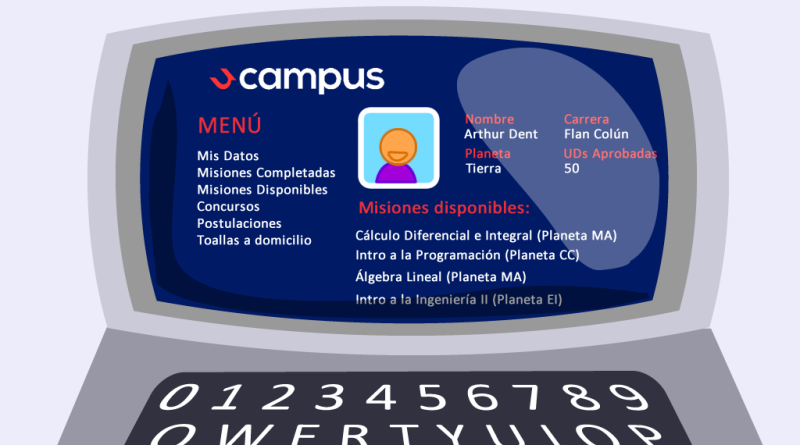 campus
MENÚ
Mis Datos
Misiones Completadas
Misiones Disponibles
Concursos
Postulaciones
Toallas a domicilio
Nombre
Arthur Dent
Carrera
Flan Colún
Planeta
Tierra
UDs Aprobadas
50
Misiones disponibles:
Cálculo Diferencial e Integral (Planeta MA)
Intro a la Programación (Planeta CC)
Álgebra Lineal (Planeta MA)
Intro a la Ingeniería II (Planeta EI)
0 1 2 3 4 5 6 7 8 9
Q W E R T Y U I O P